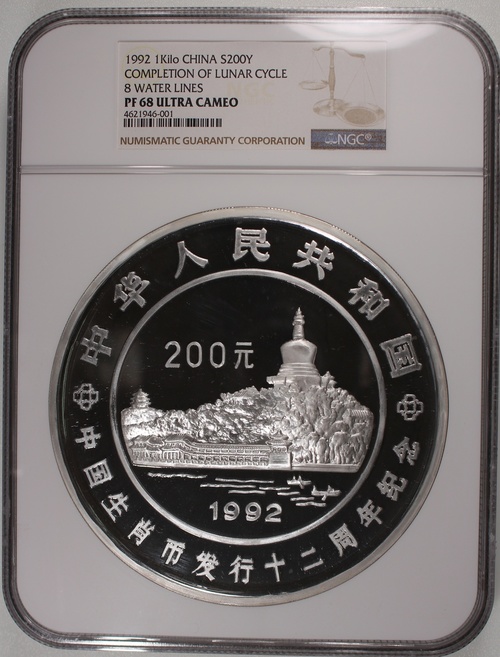 1992 1Kilo CHINA S200Y
COMPLETION OF LUNAR CYCLE
8 WATER LINES
PF 68 ULTRA CAMEO
4621946-001
NUMISMATIC GUARANTY CORPORATION
NGC®
中华人民共和国
200元
1992
中国生肖币发行十二周年纪念